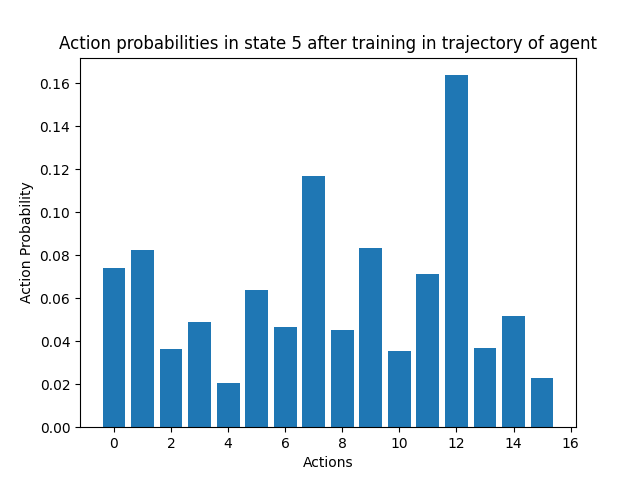 Action probabilities in state 5 after training in trajectory of agent
0.16
0.14
0.12
0.10
0.08
0.06
0.04
0.02
0.00
Action Probability
0 2 4 6 8 10 12 14 16
Actions